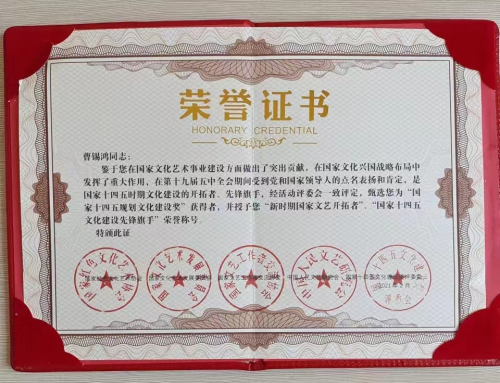 荣誉证书
HONORARY CREDENTIAL
曹锡鸿同志：
鉴于您在国家文化艺术事业建设方面做出了突出贡献，在国家文化兴国战略布局中
发挥了重大作用，在第十九届五中全会期间受到党和国家领导人的点名表扬和肯定，是
国家十四五时期文化建设的开拓者、先锋旗手，经活动评委会一致评定，甄选您为“国
家十四五规划文化建设奖”获得者，并授予您“新时期国家文艺开拓者”、“国家十四五
文化建设先锋旗手”荣誉称号。
特颁此证
2021年2月